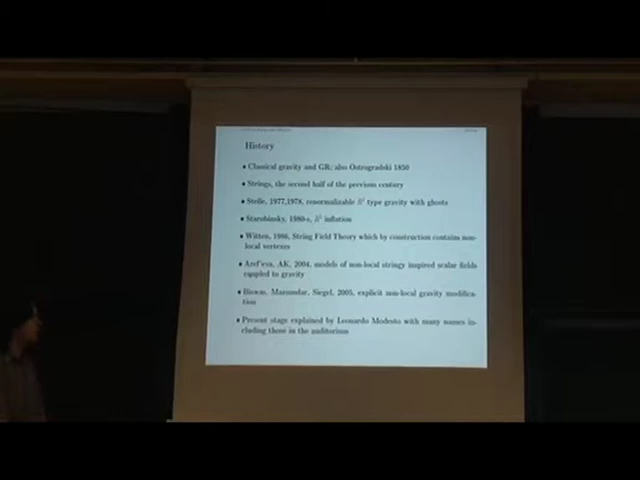 History
• Classical gravity and GR; also Ostrogradski 1850
• Strings, the second half of the previous century
• Stelle, 1977,1978, renormalizable R² type gravity with ghosts
• Starobinsky, 1980-s, R² inflation
• Witten, 1986, String Field Theory which by construction contains non-
local vertexes
• Aref'eva, AK, 2004, models of non-local stringy inspired scalar fields
coupled to gravity
• Biswas, Mazumdar, Siegel, 2005, explicit non-local gravity modifica-
tion
• Present stage explained by Leonardo Modesto with many names in-
cluding those in the auditorium